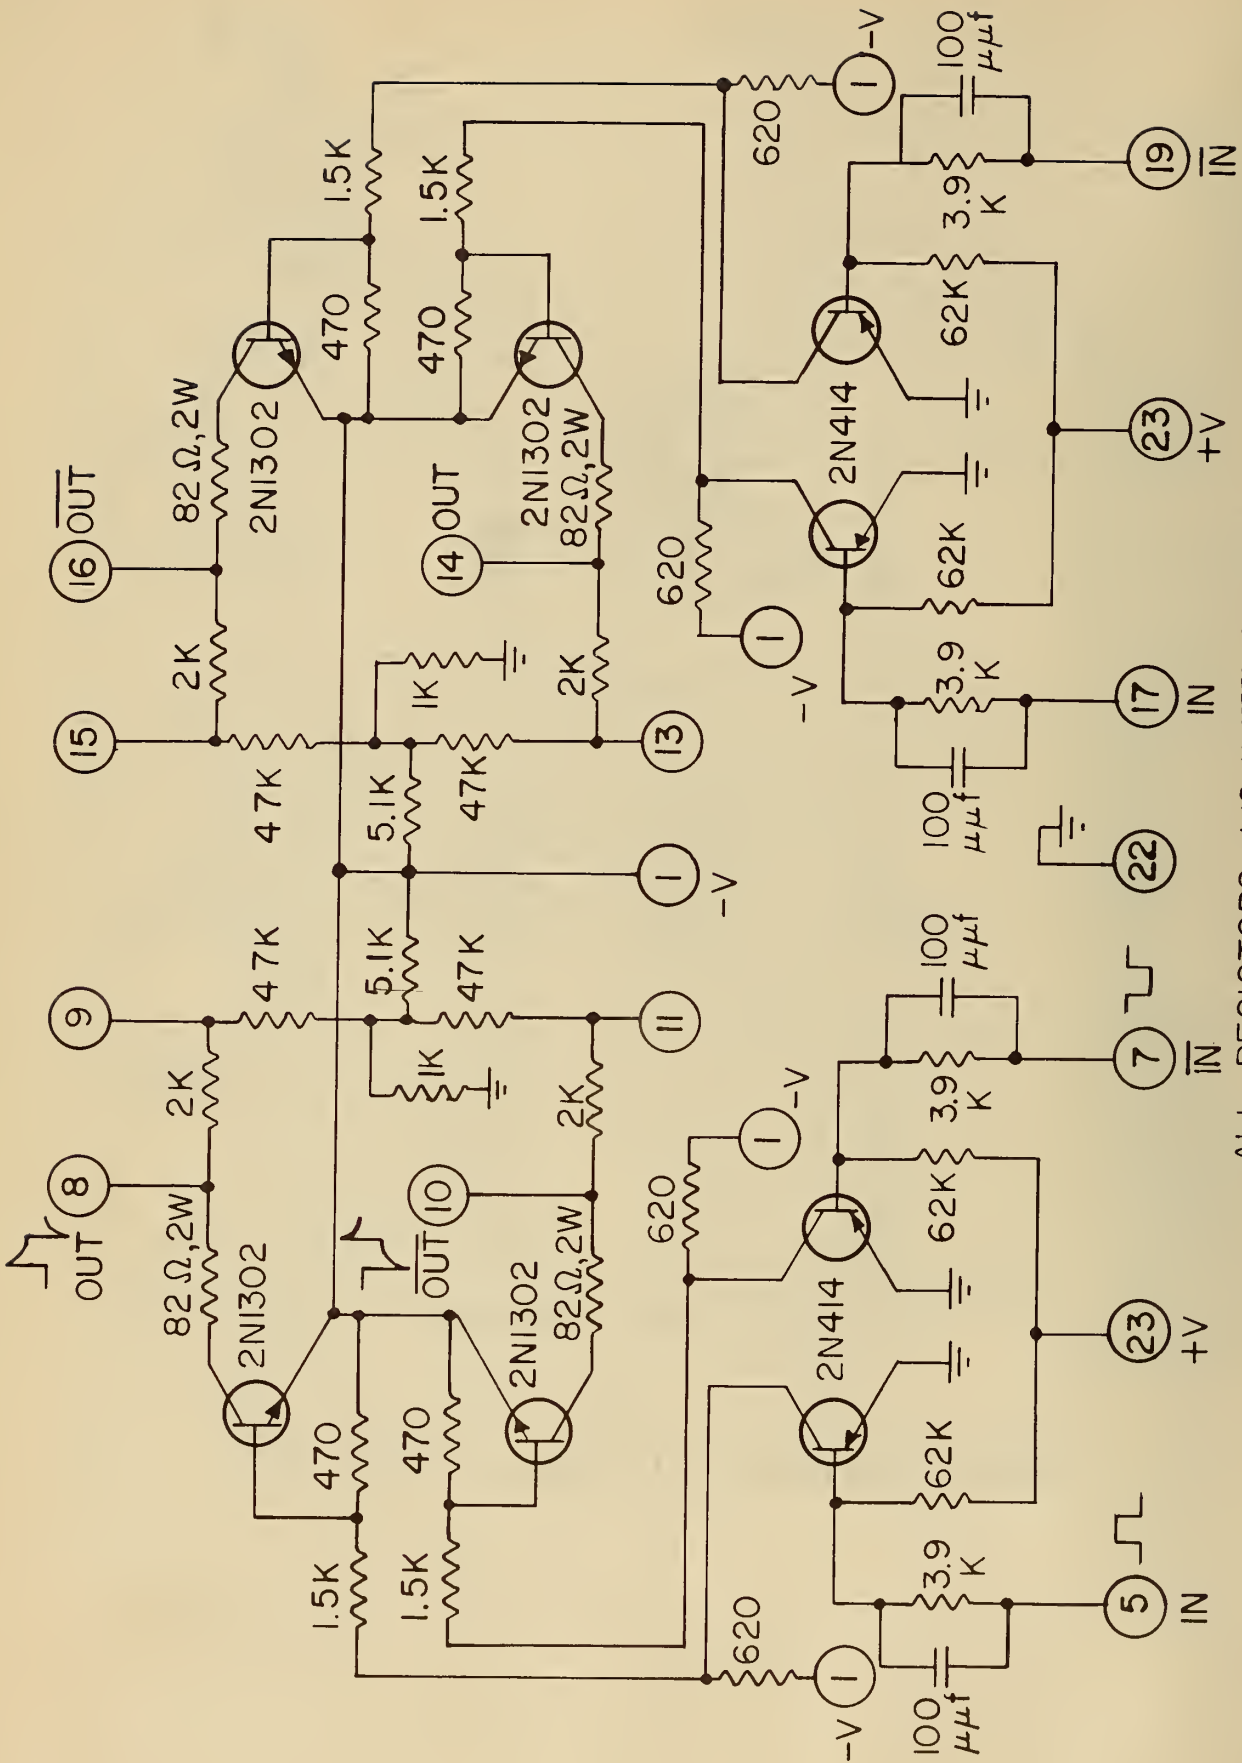 8
9
15
16
OUT
OUT
82Ω,2W
2K
2K
82Ω,2W
2N1302
47K
47K
2N1302
1.5K
470
470
1.5K
5.1K
5.1K
1K
1K
1.5K
470
OUT
10
14
OUT
470
1.5K
47K
47K
2N1302
2N1302
82Ω,2W
2K
2K
82Ω,2W
11
1
13
-V
620
620
620
620
1
-V
1
-V
1
-V
1
-V
2N414
2N414
100
μμf
3.9
K
62K
62K
3.9
K
100
μμf
100
μμf
3.9
K
62K
62K
3.9
K
100
μμf
5
IN
23
+V
7
IN
22
17
IN
23
+V
19
IN
RESISTORS